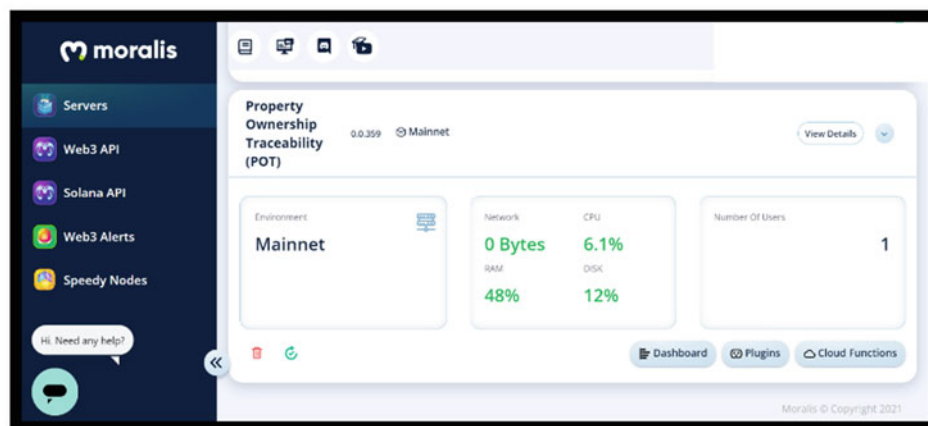 moralis
Servers
Web3 API
Solana API
Web3 Alerts
Speedy Nodes
Hi. Need any help?
Property
Ownership
Traceability
(POT)
0.0.359 Mainnet
View Details
Environment
Mainnet
Network CPU
0 Bytes 6.1%
RAM DISK
48% 12%
Number Of Users
1
Dashboard Plugins Cloud Functions
Moralis © Copyright 2021